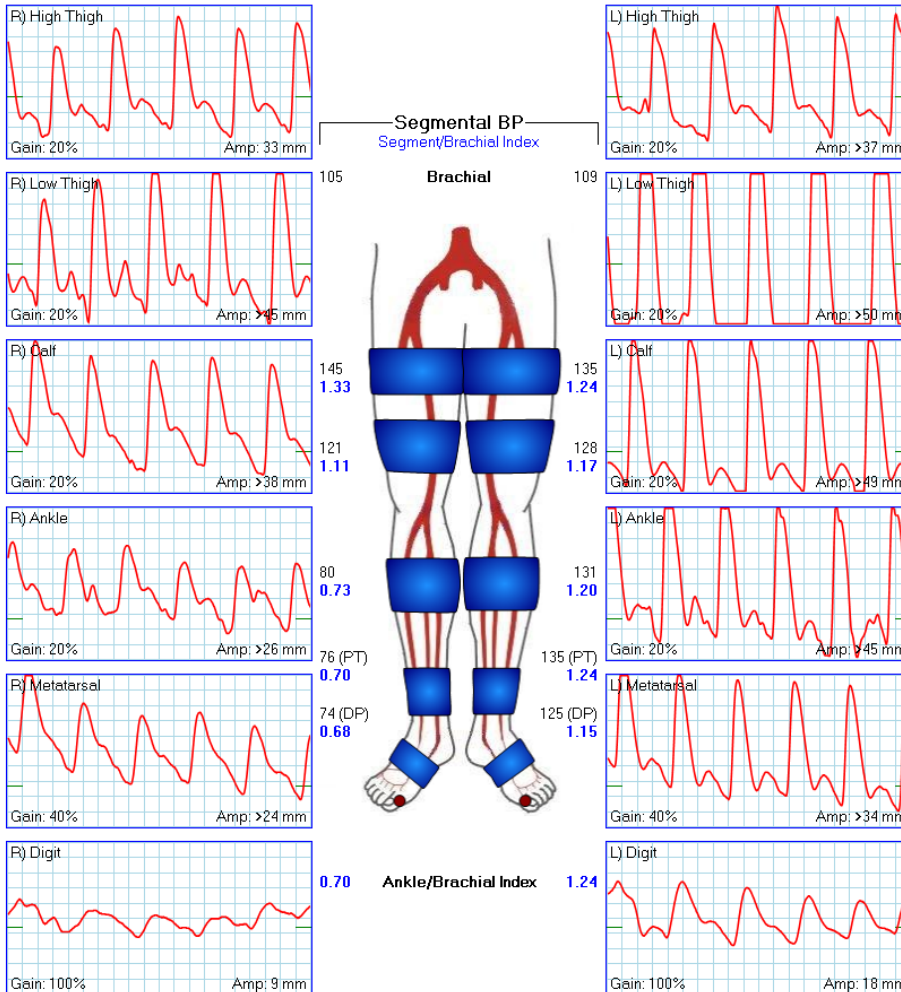 R) High Thigh
Gain: 20% Amp: 33 mm
L) High Thigh
Gain: 20% Amp: >37 mm
Segmental BP
Segment/Brachial Index
R) Low Thigh
Gain: 20% Amp: >45 mm
105 Brachial 109
L) Low Thigh
Gain: 20% Amp: >50 mm
R) Calf
Gain: 20% Amp: >38 mm
145
1.33
135
1.24
121
1.11
128
1.17
L) Calf
Gain: 20% Amp: >49 mm
R) Ankle
Gain: 20% Amp: >26 mm
80
0.73
131
1.20
L) Ankle
Gain: 20% Amp: >45 mm
76 (PT)
0.70
135 (PT)
1.24
R) Metatarsal
Gain: 40% Amp: >24 mm
74 (DP)
0.68
125 (DP)
1.15
L) Metatarsal
Gain: 40% Amp: >34 mm
R) Digit
Gain: 100% Amp: 9 mm
0.70 Ankle/Brachial Index 1.24
L) Digit
Gain: 100% Amp: 18 mm